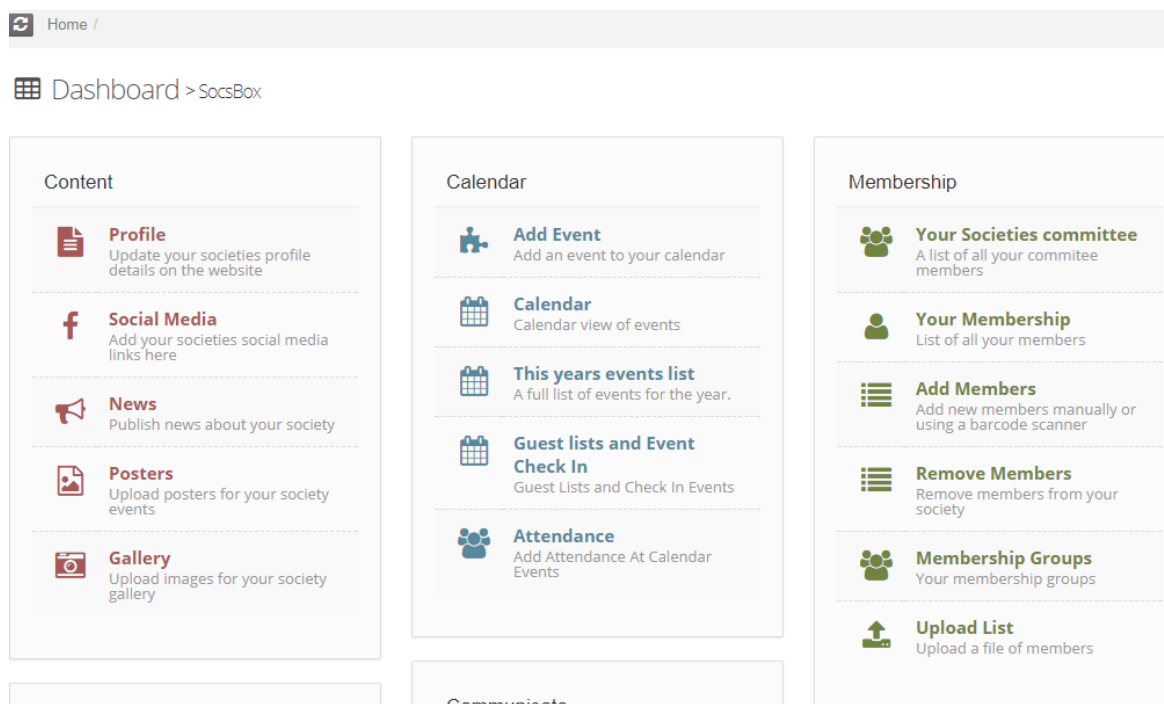 Home /
Dashboard > SocsBox
Content
Profile
Update your societies profile
details on the website
Social Media
Add your societies social media
links here
News
Publish news about your society
Posters
Upload posters for your society
events
Gallery
Upload images for your society
gallery
Calendar
Add Event
Add an event to your calendar
Calendar
Calendar view of events
This years events list
A full list of events for the year.
Guest lists and Event
Check In
Guest Lists and Check In Events
Attendance
Add Attendance At Calendar
Events
Membership
Your Societies committee
A list of all your commitee
members
Your Membership
List of all your members
Add Members
Add new members manually or
using a barcode scanner
Remove Members
Remove members from your
society
Membership Groups
Your membership groups
Upload List
Upload a file of members